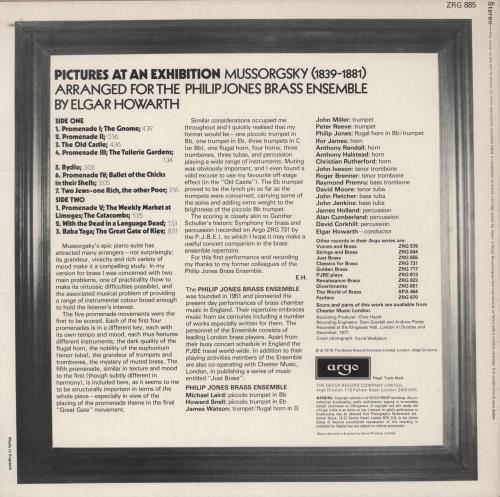 ZRG 885
Stereo
PICTURES AT AN EXHIBITION MUSSORGSKY (1839-1881)
ARRANGED FOR THE PHILIP JONES BRASS ENSEMBLE
BY ELGAR HOWARTH
SIDE ONE
1. Promenade I; The Gnome; 4:39
2. Promenade II; 0:56
3. The Old Castle; 4:36
4. Promenade III; The Tuilerie Gardens;
1:34
5. Bydlo; 3:02
6. Promenade IV; Ballet of the Chicks
in their Shells; 2:05
7. Two Jews-one Rich, the other Poor; 2:16
SIDE TWO
1. Promenade V; The Weekly Market at
Limoges; The Catacombs; 5:15
2. With the Dead in a Language Dead; 1:53
3. Baba Yaga; The Great Gate of Kiev; 8:51
Mussorgsky's epic piano suite has
attracted many arrangers—not surprisingly;
its grandeur, vivacity and rich variety of
mood make it a compelling study. In a
version for brass I was confronted with two
main problems, one of practicality (how to
make its virtuosic difficulties possible), and
the associated musical problem of providing
a range of instrumental colour broad enough
to hold the listener's interest.
The five promenade movements were the
first to be scored. Each of the first four
promenades is in a different key, each with
its own tempo and mood, each thus features
different instruments; the dark quality of the
flugal horn, the nobility of the euphonium
(tenor tuba), the grandeur of trumpets and
trombones, the mystery of muted brass. The
fifth promenade, similar in texture and mood
to the first (though subtly different in
harmony), is included here, as it seems to me
to be structurally important in terms of the
whole piece—especially in view of the
placing of the promenade theme in the final
"Great Gate" movement.
Similar considerations occupied me
throughout and I quickly realised that my
format would be—one piccolo trumpet in
Bb, one trumpet in Eb, three trumpets in C
(or Bb), one flugal horn, four horns, three
trombones, three tubas, and percussion
playing a wide range of instruments. Muting
was obviously important, and I even found a
valid excuse to use my favourite off-stage
effect (in the "Old Castle"). The Eb trumpet
proved to be the lynch pin so far as the
trumpets were concerned, carrying some of
the solos and adding extra weight to the
brightness of the piccolo Bb trumpet.
The scoring is closely akin to Gunther
Schuller's historic Symphony for brass and
percussion (recorded on Argo ZRG 731 by
the P.J.B.E.), to which I hope it may make a
useful concert companion in the brass
ensemble repertoire.
For this first performance and recording
my thanks to my former colleagues of the
Philip Jones Brass Ensemble.
E.H.
The PHILIP JONES BRASS ENSEMBLE
was founded in 1951 and pioneered the
present day performances of brass chamber
music in England. Their repertoire embraces
music from six centuries including a number
of works especially written for them. The
personnel of the Ensemble consists of
leading London brass players. Apart from
their busy concert schedule in England the
PJBE travel world-wide. In addition to their
playing activities members of the Ensemble
are also co-operating with Chester Music,
London, in publishing a series of music
entitled "Just Brass".
PHILIP JONES BRASS ENSEMBLE
Michael Laird: piccolo trumpet in Bb
Howard Snell: piccolo trumpet in Eb
James Watson: trumpet/flugal horn in D
John Miller: trumpet
Peter Reeve: trumpet
Philip Jones: flugal horn in Bb/trumpet
Ifor James: horn
Anthony Randall: horn
Anthony Halstead: horn
Christian Rutherford: horn
John Iveson: tenor trombone
Roger Brenner: tenor trombone
Raymond Premru: bass trombone
David Moore: tenor tuba
John Fletcher: bass tuba
John Jenkins: bass tuba
James Holland: percussion
Alan Cumberland: percussion
David Corkhill: percussion
Elgar Howarth—conductor
Other records in their Argo series are:
Voices and Brass ZRG 576
Strings and Brass ZRG 644
Just Brass ZRG 655
Classics for Brass ZRG 731
Golden Brass ZRG 717
PJBE plays ZRG 813
Renaissance Brass ZRG 823
Divertimento ZRG 851
The World of Brass SPA 464
Fanfare ZRG 870
Score and parts of this work are available from
Chester Music London.
Recording Producer: Chris Hazell
Recording Engineers: Stan Goodall and Andrew Pinder
Recorded at the Kingsway Hall, London in October and
December, 1977.
Cover photograph: David Wedgbury
℗ 1978, The Decca Record Company Limited, London, (Argo Division)
argo
Regd. Trade Mark
THE DECCA RECORD COMPANY LIMITED,
Argo Division, 115 Fulham Road, London, SW3 6RR
Made in England